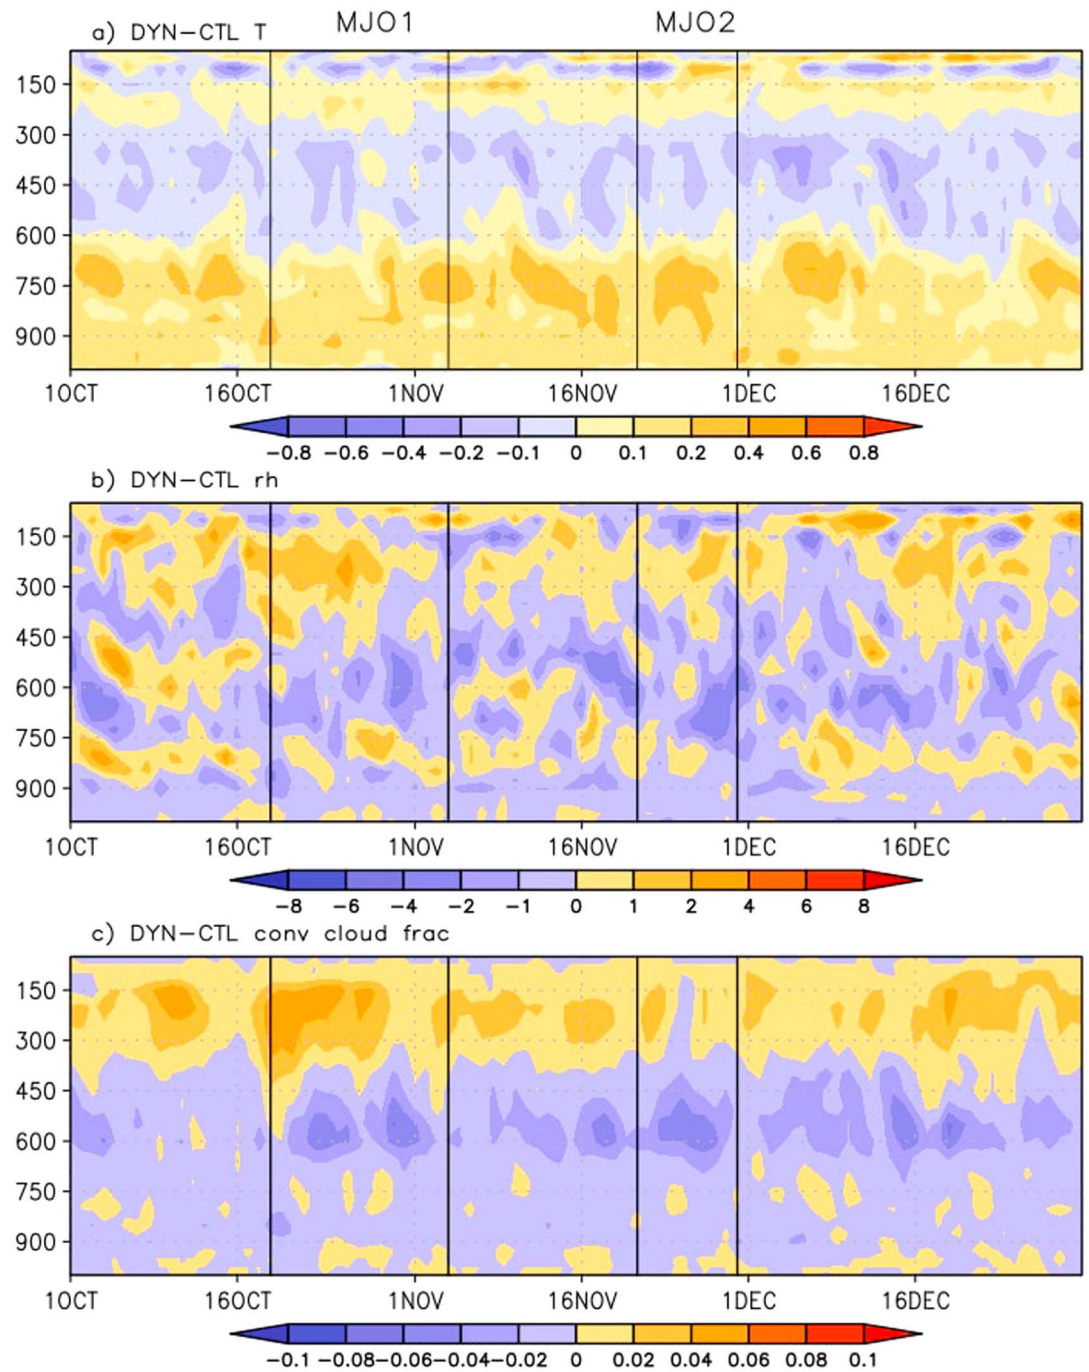 MJO1 MJO2
a) DYN−CTL T
150
300
450
600
750
900
1OCT 16OCT 1NOV 16NOV 1DEC 16DEC
−0.8 −0.6 −0.4 −0.2 −0.1 0 0.1 0.2 0.4 0.6 0.8
b) DYN−CTL rh
150
300
450
600
750
900
1OCT 16OCT 1NOV 16NOV 1DEC 16DEC
−8 −6 −4 −2 −1 0 1 2 4 6 8
c) DYN−CTL conv cloud frac
150
300
450
600
750
900
1OCT 16OCT 1NOV 16NOV 1DEC 16DEC
−0.1 −0.08 −0.06 −0.04 −0.02 0 0.02 0.04 0.06 0.08 0.1